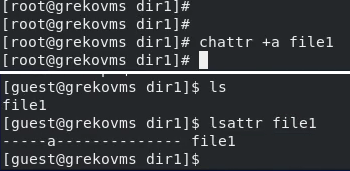 [root@grekovms dir1]#
[root@grekovms dir1]#
[root@grekovms dir1]# chattr +a file1
[root@grekovms dir1]#
[guest@grekovms dir1]$ ls
file1
[guest@grekovms dir1]$ lsattr file1
-----a-------------- file1
[guest@grekovms dir1]$